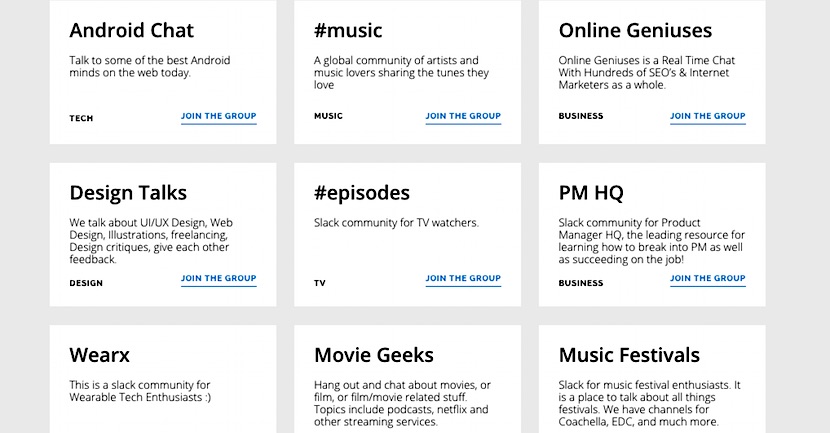 Android Chat
Talk to some of the best Android
minds on the web today.
TECH
JOIN THE GROUP
#music
A global community of artists and
music lovers sharing the tunes they
love
MUSIC
JOIN THE GROUP
Online Geniuses
Online Geniuses is a Real Time Chat
With Hundreds of SEO's & Internet
Marketers as a whole.
BUSINESS
JOIN THE GROUP
Design Talks
We talk about UI/UX Design, Web
Design, Illustrations, freelancing,
Design critiques, give each other
feedback.
DESIGN
JOIN THE GROUP
#episodes
Slack community for TV watchers.
TV
JOIN THE GROUP
PM HQ
Slack community for Product
Manager HQ, the leading resource for
learning how to break into PM as well
as succeeding on the job!
BUSINESS
JOIN THE GROUP
Wearx
This is a slack community for
Wearable Tech Enthusiasts :)
Movie Geeks
Hang out and chat about movies, or
film, or film/movie related stuff.
Topics include podcasts, netflix and
other streaming services.
Music Festivals
Slack for music festival enthusiasts. It
is a place to talk about all things
festivals. We have channels for
Coachella, EDC, and much more.